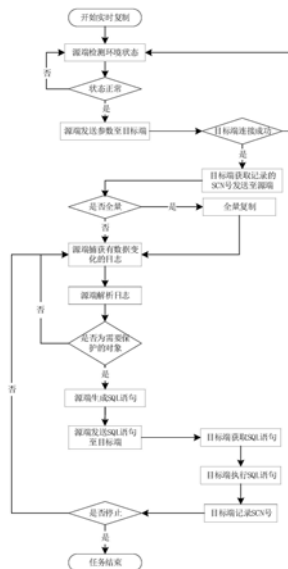 开始实时复制
源端检测环境状态
否
状态正常
是
源端发送参数至目标端
目标端连接成功
是
目标端获取记录的
SCN号发送至源端
是否全量
是
全量复制
否
源端捕获有数据变
化的日志
源端解析日志
否
是否为需要保
护的对象
是
源端生成SQL语句
源端发送SQL语句
至目标端
目标端获取SQL语句
目标端执行SQL语句
否
是否停止
目标端记录SCN号
是
任务结束